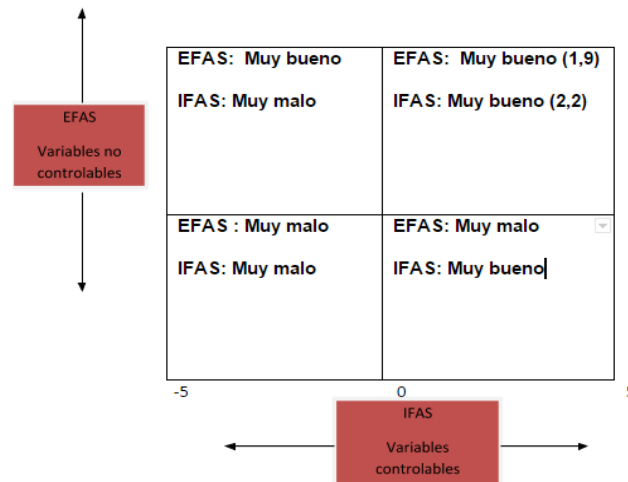 EFAS: Muy bueno
IFAS: Muy malo
EFAS: Muy bueno (1,9)
IFAS: Muy bueno (2,2)
EFAS
Variables no
controlables
EFAS : Muy malo
IFAS: Muy malo
EFAS: Muy malo
IFAS: Muy bueno
-5
0
IFAS
Variables
controlables